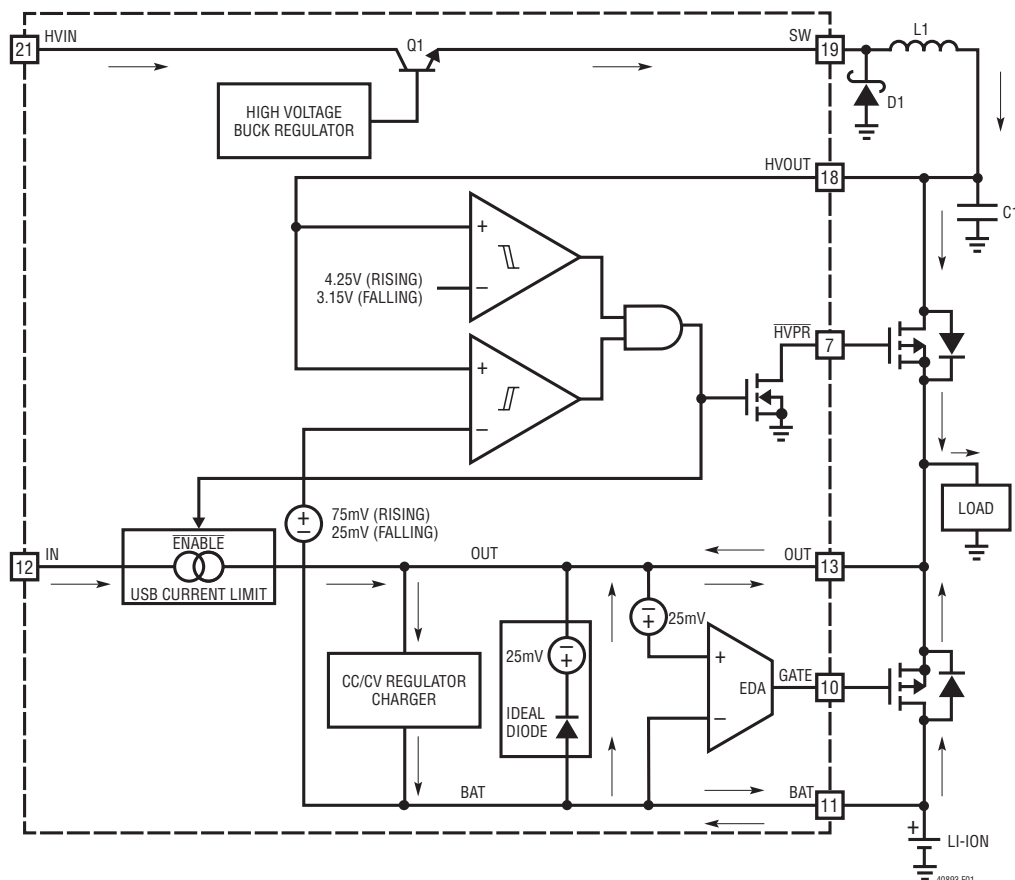 21
HVIN
Q1
SW
19
L1
D1
HIGH VOLTAGE
BUCK REGULATOR
HVOUT
18
C1
+
–
4.25V (RISING)
3.15V (FALLING)
HVPR
7
+
–
LOAD
+
–
75mV (RISING)
25mV (FALLING)
12
IN
ENABLE
USB CURRENT LIMIT
OUT
OUT
13
–
+
25mV
CC/CV REGULATOR
CHARGER
25mV
–
+
IDEAL
DIODE
+
–
EDA
GATE
10
BAT
BAT
11
+
LI-ION
40893 F01